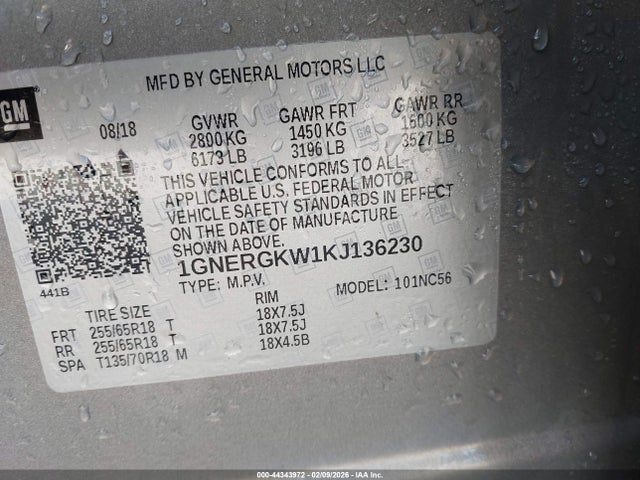 MFD BY GENERAL MOTORS LLC
GM
08/18 GVWR GAWR FRT GAWR RR
2800 KG 1450 KG 1600 KG
6173 LB 3196 LB 3527 LB
THIS VEHICLE CONFORMS TO ALL
APPLICABLE U.S. FEDERAL MOTOR
VEHICLE SAFETY STANDARDS IN EFFECT
ON THE DATE OF MANUFACTURE
SHOWN ABOVE.
1GNERGKW1KJ136230
441B
TYPE: M.P.V. MODEL: 101NC56
TIRE SIZE RIM
FRT 255/65R18 T 18X7.5J
RR 255/65R18 T 18X7.5J
SPA T135/70R18 M 18X4.5B
000-44343972 - 02/09/2026 - IAA Inc.